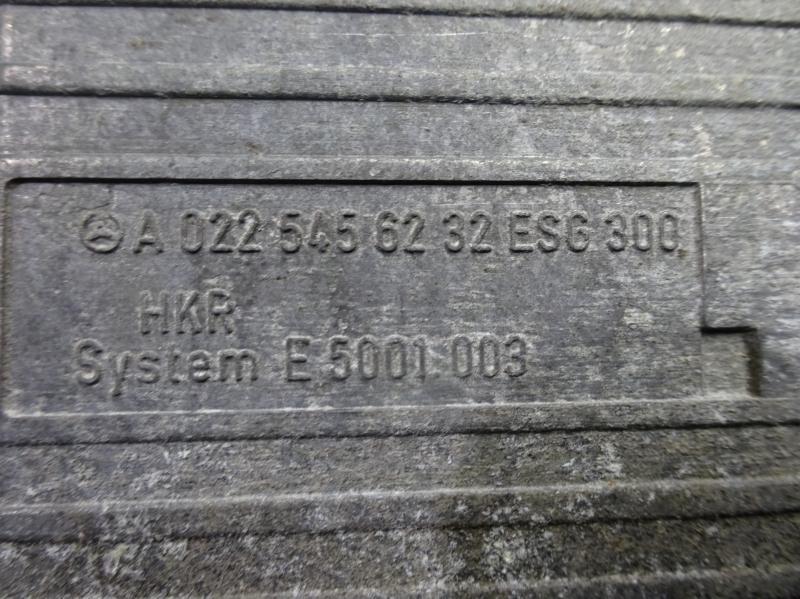 A 022 545 62 32 ESG 300
HKR
System E 5001.003